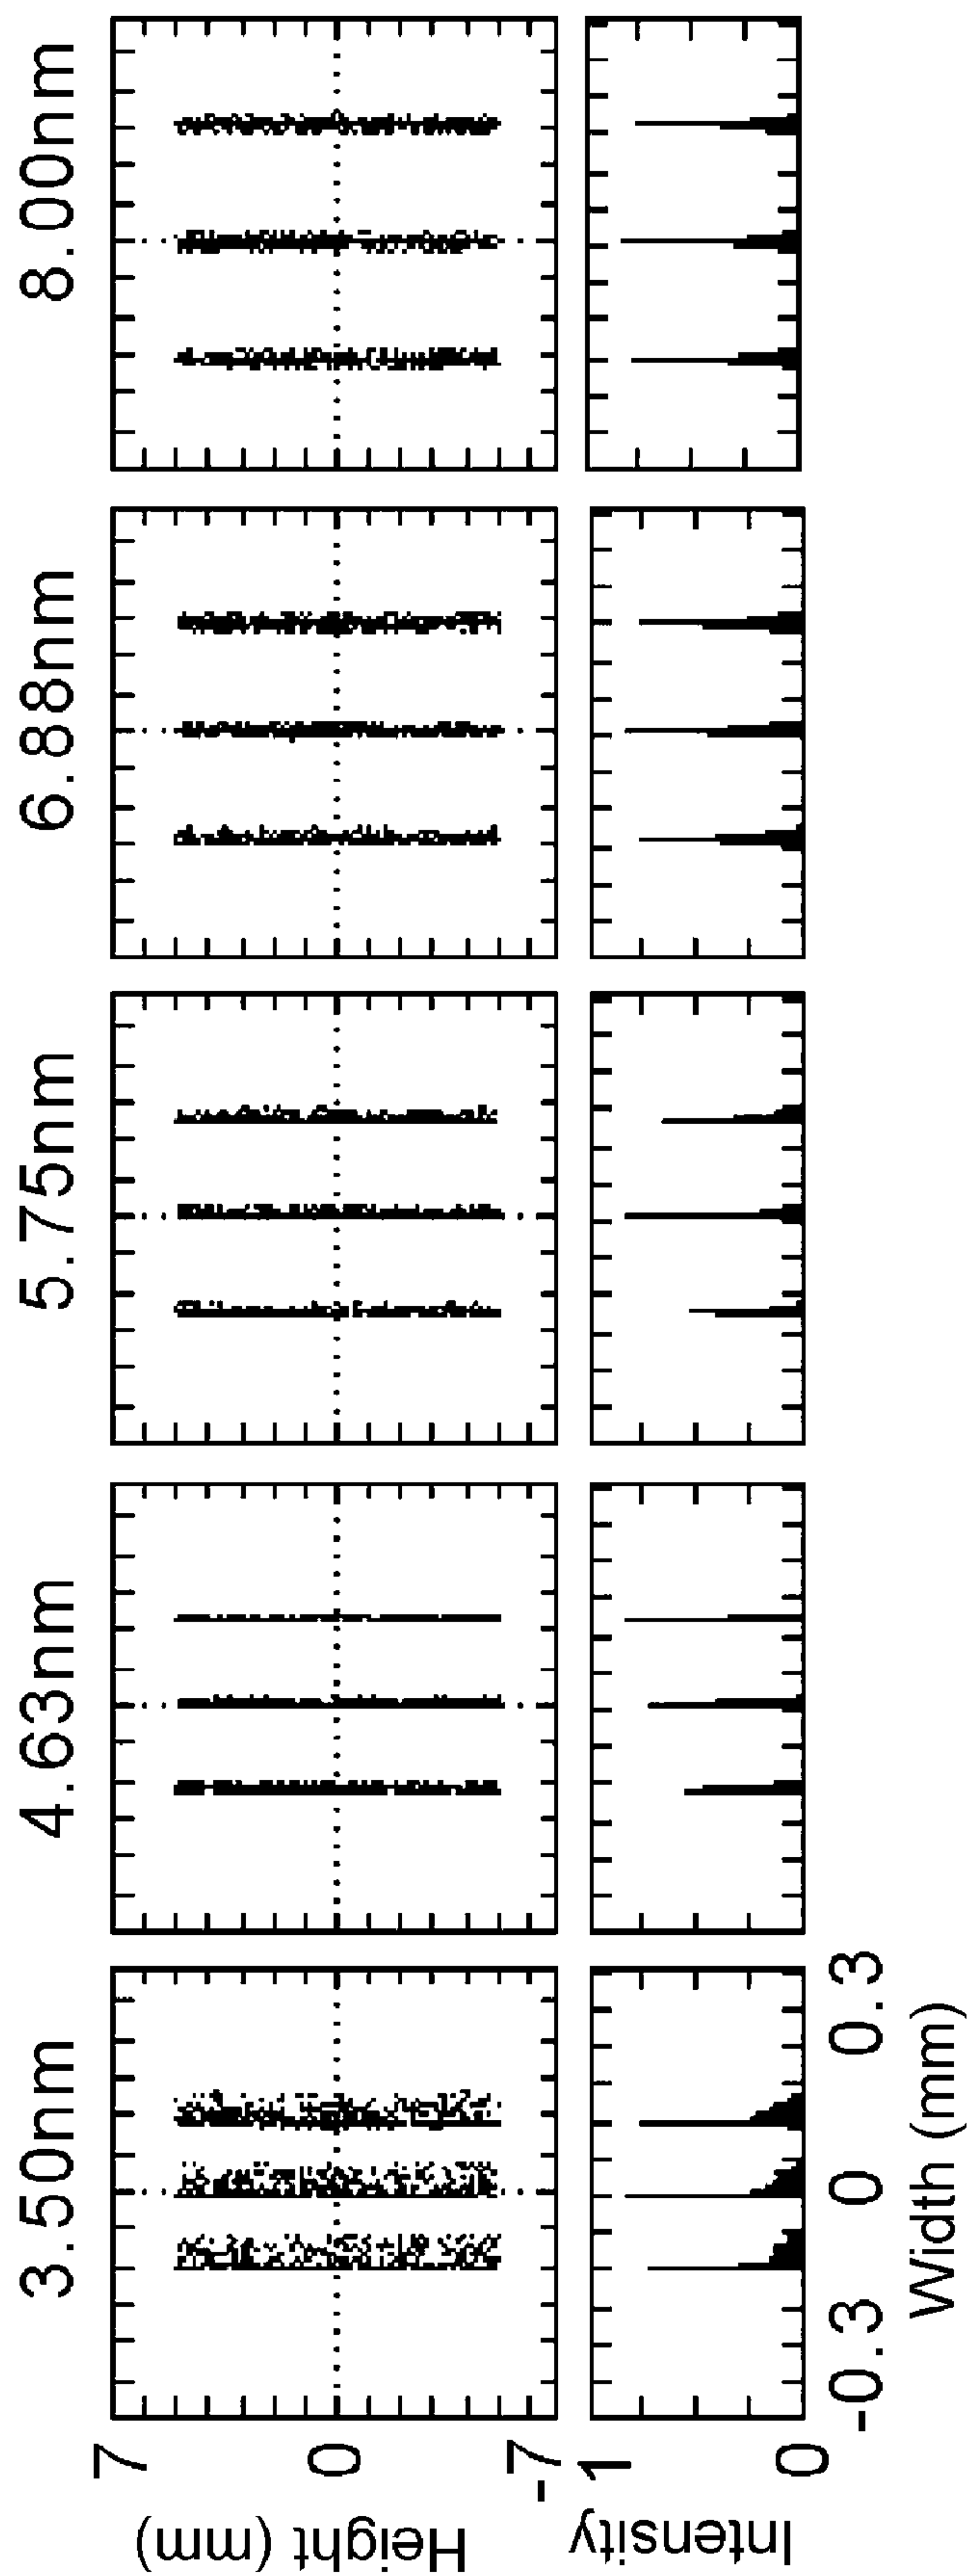 3.50nm 4.63nm 5.75nm 6.88nm 8.00nm
7
0
-7
Height (mm)
1
0
Intensity
-0.3 0 0.3
Width (mm)